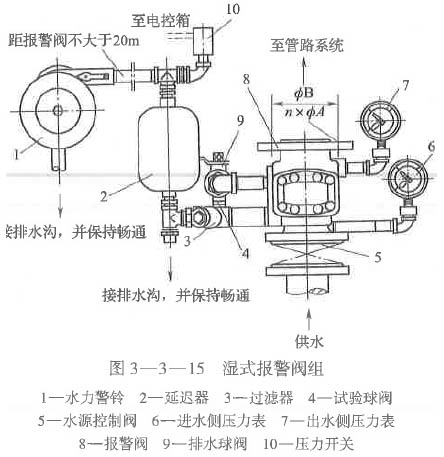 至电控箱
10
距报警阀不大于20m
至管路系统
ϕB
n×ϕA
8
7
9
1
2
6
3
4
5
接排水沟，并保持畅通
接排水沟，并保持畅通
供水
图 3—3—15 湿式报警阀组
1—水力警铃 2—延迟器 3—过滤器 4—试验球阀
5—水源控制阀 6—进水侧压力表 7—出水侧压力表
8—报警阀 9—排水球阀 10—压力开关